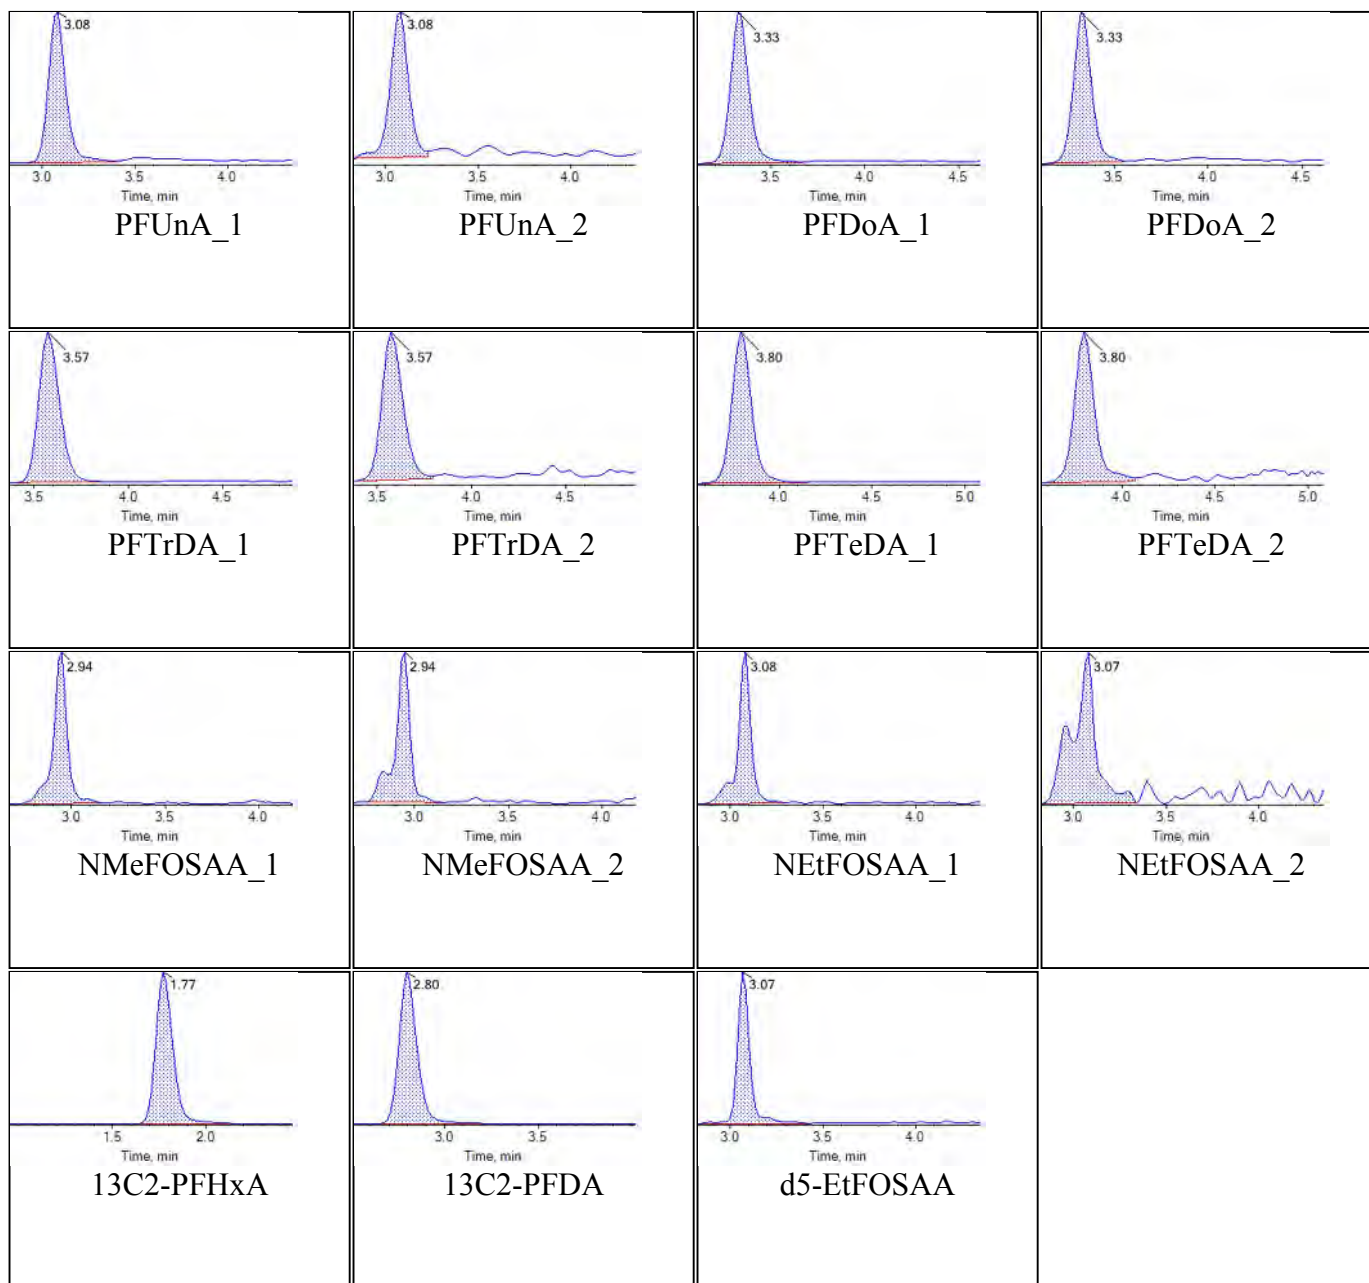 3.08
3.0 3.5 4.0
Time, min
PFUnA_1
3.08
3.0 3.5 4.0
Time, min
PFUnA_2
3.33
3.5 4.0 4.5
Time, min
PFDoA_1
3.33
3.5 4.0 4.5
Time, min
PFDoA_2
3.57
3.5 4.0 4.5
Time, min
PFTrDA_1
3.57
3.5 4.0 4.5
Time, min
PFTrDA_2
3.80
4.0 4.5 5.0
Time, min
PFTeDA_1
3.80
4.0 4.5 5.0
Time, min
PFTeDA_2
2.94
3.0 3.5 4.0
Time, min
NMeFOSAA_1
2.94
3.0 3.5 4.0
Time, min
NMeFOSAA_2
3.08
3.0 3.5 4.0
Time, min
NEtFOSAA_1
3.07
3.0 3.5 4.0
Time, min
NEtFOSAA_2
1.77
1.5 2.0
Time, min
13C2-PFHxA
2.80
3.0 3.5
Time, min
13C2-PFDA
3.07
3.0 3.5 4.0
Time, min
d5-EtFOSAA